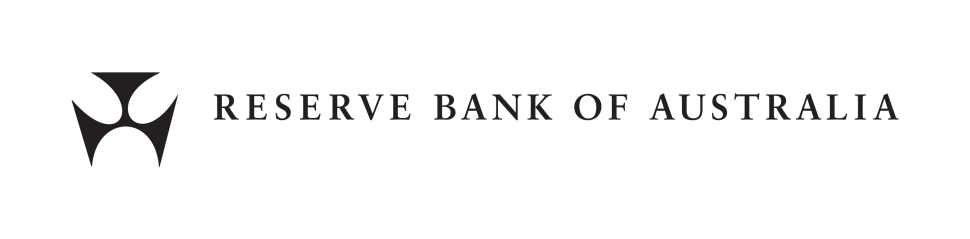 RESERVE BANK OF AUSTRALIA